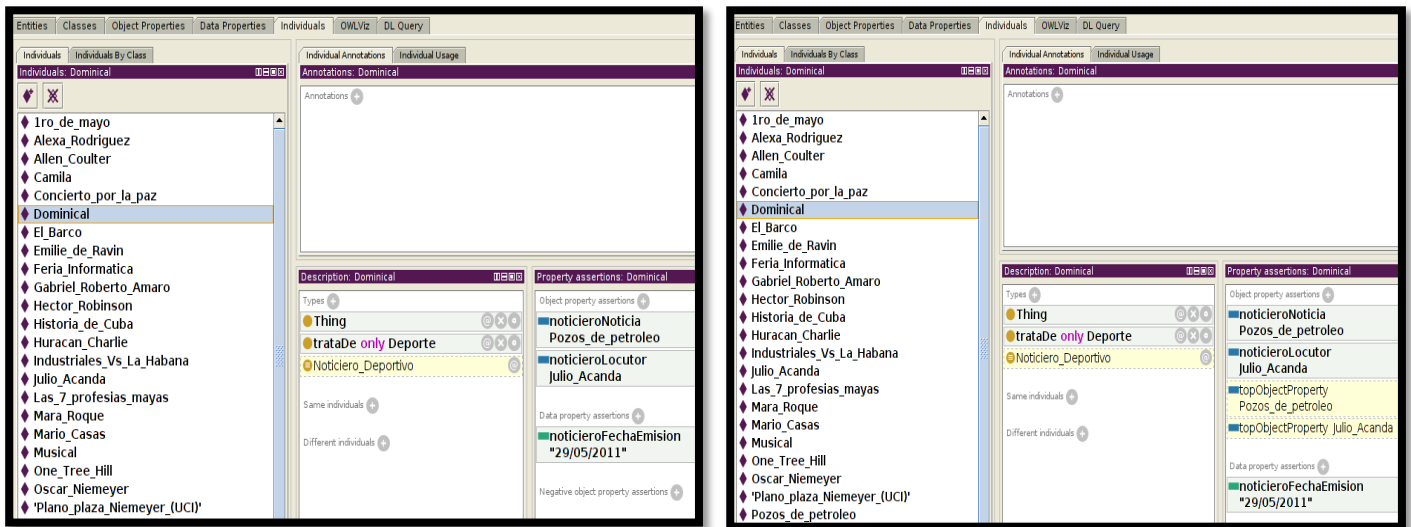 Entities Classes Object Properties Data Properties Individuals OWLViz DL Query
Individuals Individuals By Class
Individuals: Dominical
1ro_de_mayo
Alexa_Rodriguez
Allen_Coulter
Camila
Concierto_por_la_paz
Dominical
El_Barco
Emilie_de_Ravin
Feria_Informatica
Gabriel_Roberto_Amaro
Hector_Robinson
Historia_de_Cuba
Huracan_Charlie
Industriales_Vs_La_Habana
Julio_Acanda
Las_7_profesias_mayas
Mara_Roque
Mario_Casas
Musical
One_Tree_Hill
Oscar_Niemeyer
'Plano_plaza_Niemeyer_(UCI)'
Individual Annotations Individual Usage
Annotations: Dominical
Annotations
Description: Dominical
Types
Thing
trataDe only Deporte
Noticiero_Deportivo
Same individuals
Different individuals
Property assertions: Dominical
Object property assertions
noticieroNoticia
Pozos_de_petroleo
noticieroLocutor
Julio_Acanda
Data property assertions
noticieroFechaEmision
"29/05/2011"
Negative object property assertions
Entities Classes Object Properties Data Properties Individuals OWLViz DL Query
Individuals Individuals By Class
Individuals: Dominical
1ro_de_mayo
Alexa_Rodriguez
Allen_Coulter
Camila
Concierto_por_la_paz
Dominical
El_Barco
Emilie_de_Ravin
Feria_Informatica
Gabriel_Roberto_Amaro
Hector_Robinson
Historia_de_Cuba
Huracan_Charlie
Industriales_Vs_La_Habana
Julio_Acanda
Las_7_profesias_mayas
Mara_Roque
Mario_Casas
Musical
One_Tree_Hill
Oscar_Niemeyer
'Plano_plaza_Niemeyer_(UCI)'
Pozos_de_petroleo
Individual Annotations Individual Usage
Annotations: Dominical
Annotations
Description: Dominical
Types
Thing
trataDe only Deporte
Noticiero_Deportivo
Same individuals
Different individuals
Property assertions: Dominical
Object property assertions
noticieroNoticia
Pozos_de_petroleo
noticieroLocutor
Julio_Acanda
topObjectProperty
Pozos_de_petroleo
topObjectProperty Julio_Acanda
Data property assertions
noticieroFechaEmision
"29/05/2011"